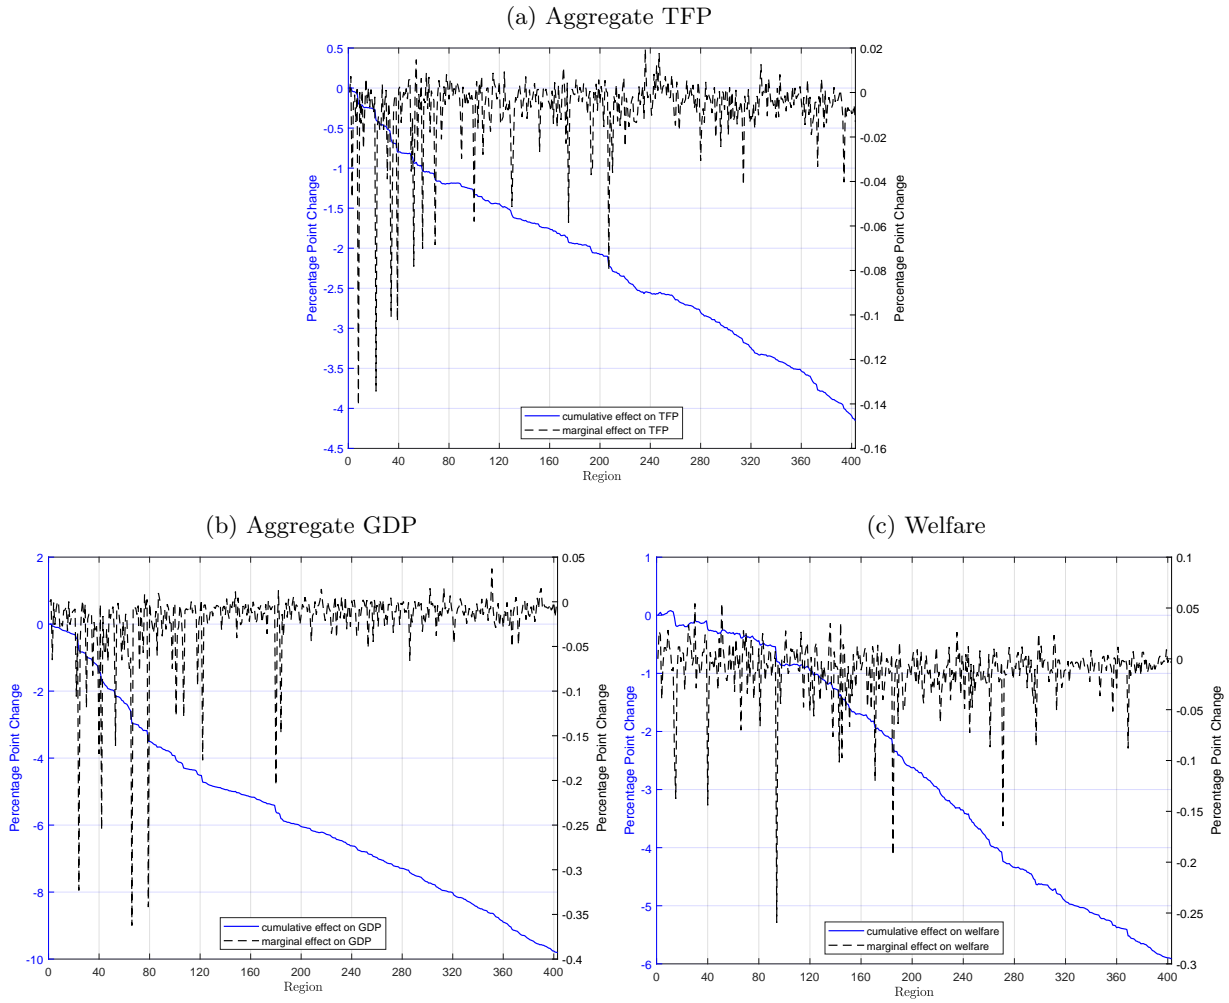 (a) Aggregate TFP
0.5
0
-0.5
-1
-1.5
-2
-2.5
-3
-3.5
-4
-4.5
Percentage Point Change
0.02
0
-0.02
-0.04
-0.06
-0.08
-0.1
-0.12
-0.14
-0.16
Percentage Point Change
cumulative effect on TFP
marginal effect on TFP
0 40 80 120 160 200 240 280 320 360 400
Region
(b) Aggregate GDP
2
0
-2
-4
-6
-8
-10
Percentage Point Change
0.05
0
-0.05
-0.1
-0.15
-0.2
-0.25
-0.3
-0.35
-0.4
Percentage Point Change
cumulative effect on GDP
marginal effect on GDP
0 40 80 120 160 200 240 280 320 360 400
Region
(c) Welfare
1
0
-1
-2
-3
-4
-5
-6
Percentage Point Change
0.1
0.05
0
-0.05
-0.1
-0.15
-0.2
-0.25
-0.3
Percentage Point Change
cumulative effect on welfare
marginal effect on welfare
0 40 80 120 160 200 240 280 320 360 400
Region